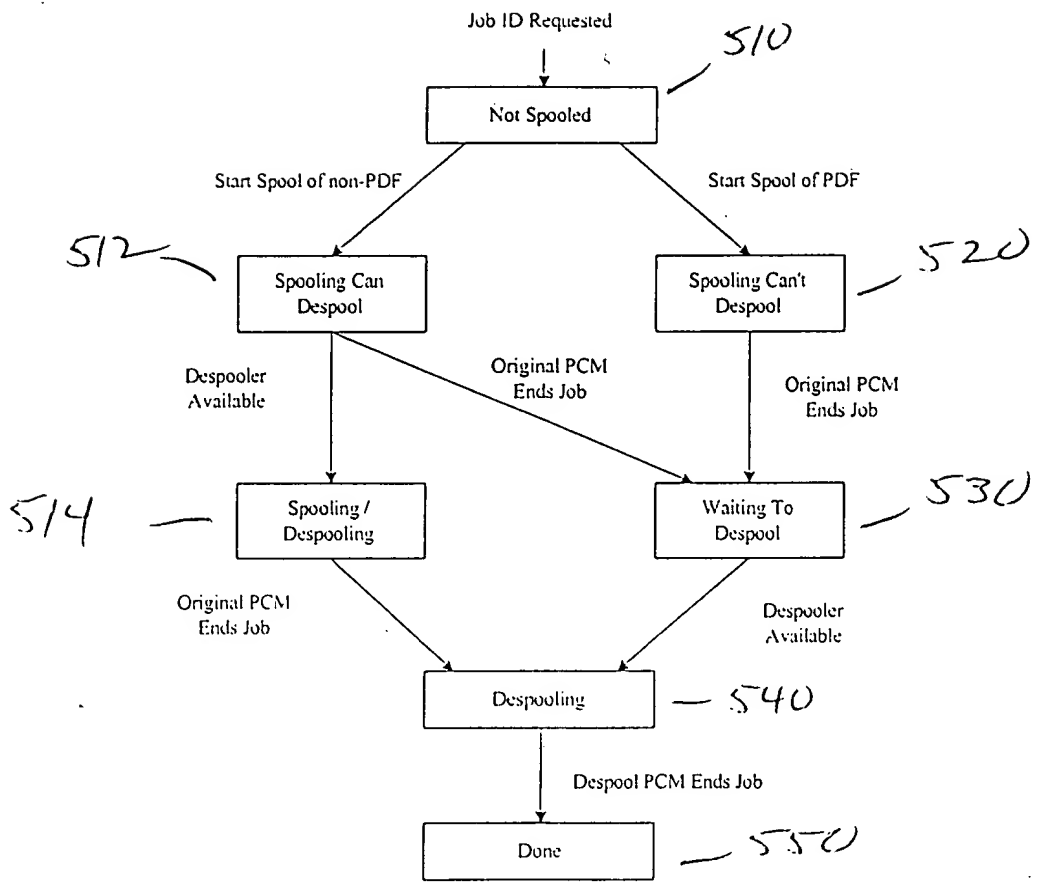 Job ID Requested
510
Not Spooled
Start Spool of non-PDF
Start Spool of PDF
512
520
Spooling Can
Despool
Spooling Can't
Despool
Despooler
Available
Original PCM
Ends Job
Original PCM
Ends Job
514
530
Spooling /
Despooling
Waiting To
Despool
Original PCM
Ends Job
Despooler
Available
Despooling
540
Despool PCM Ends Job
Done
550